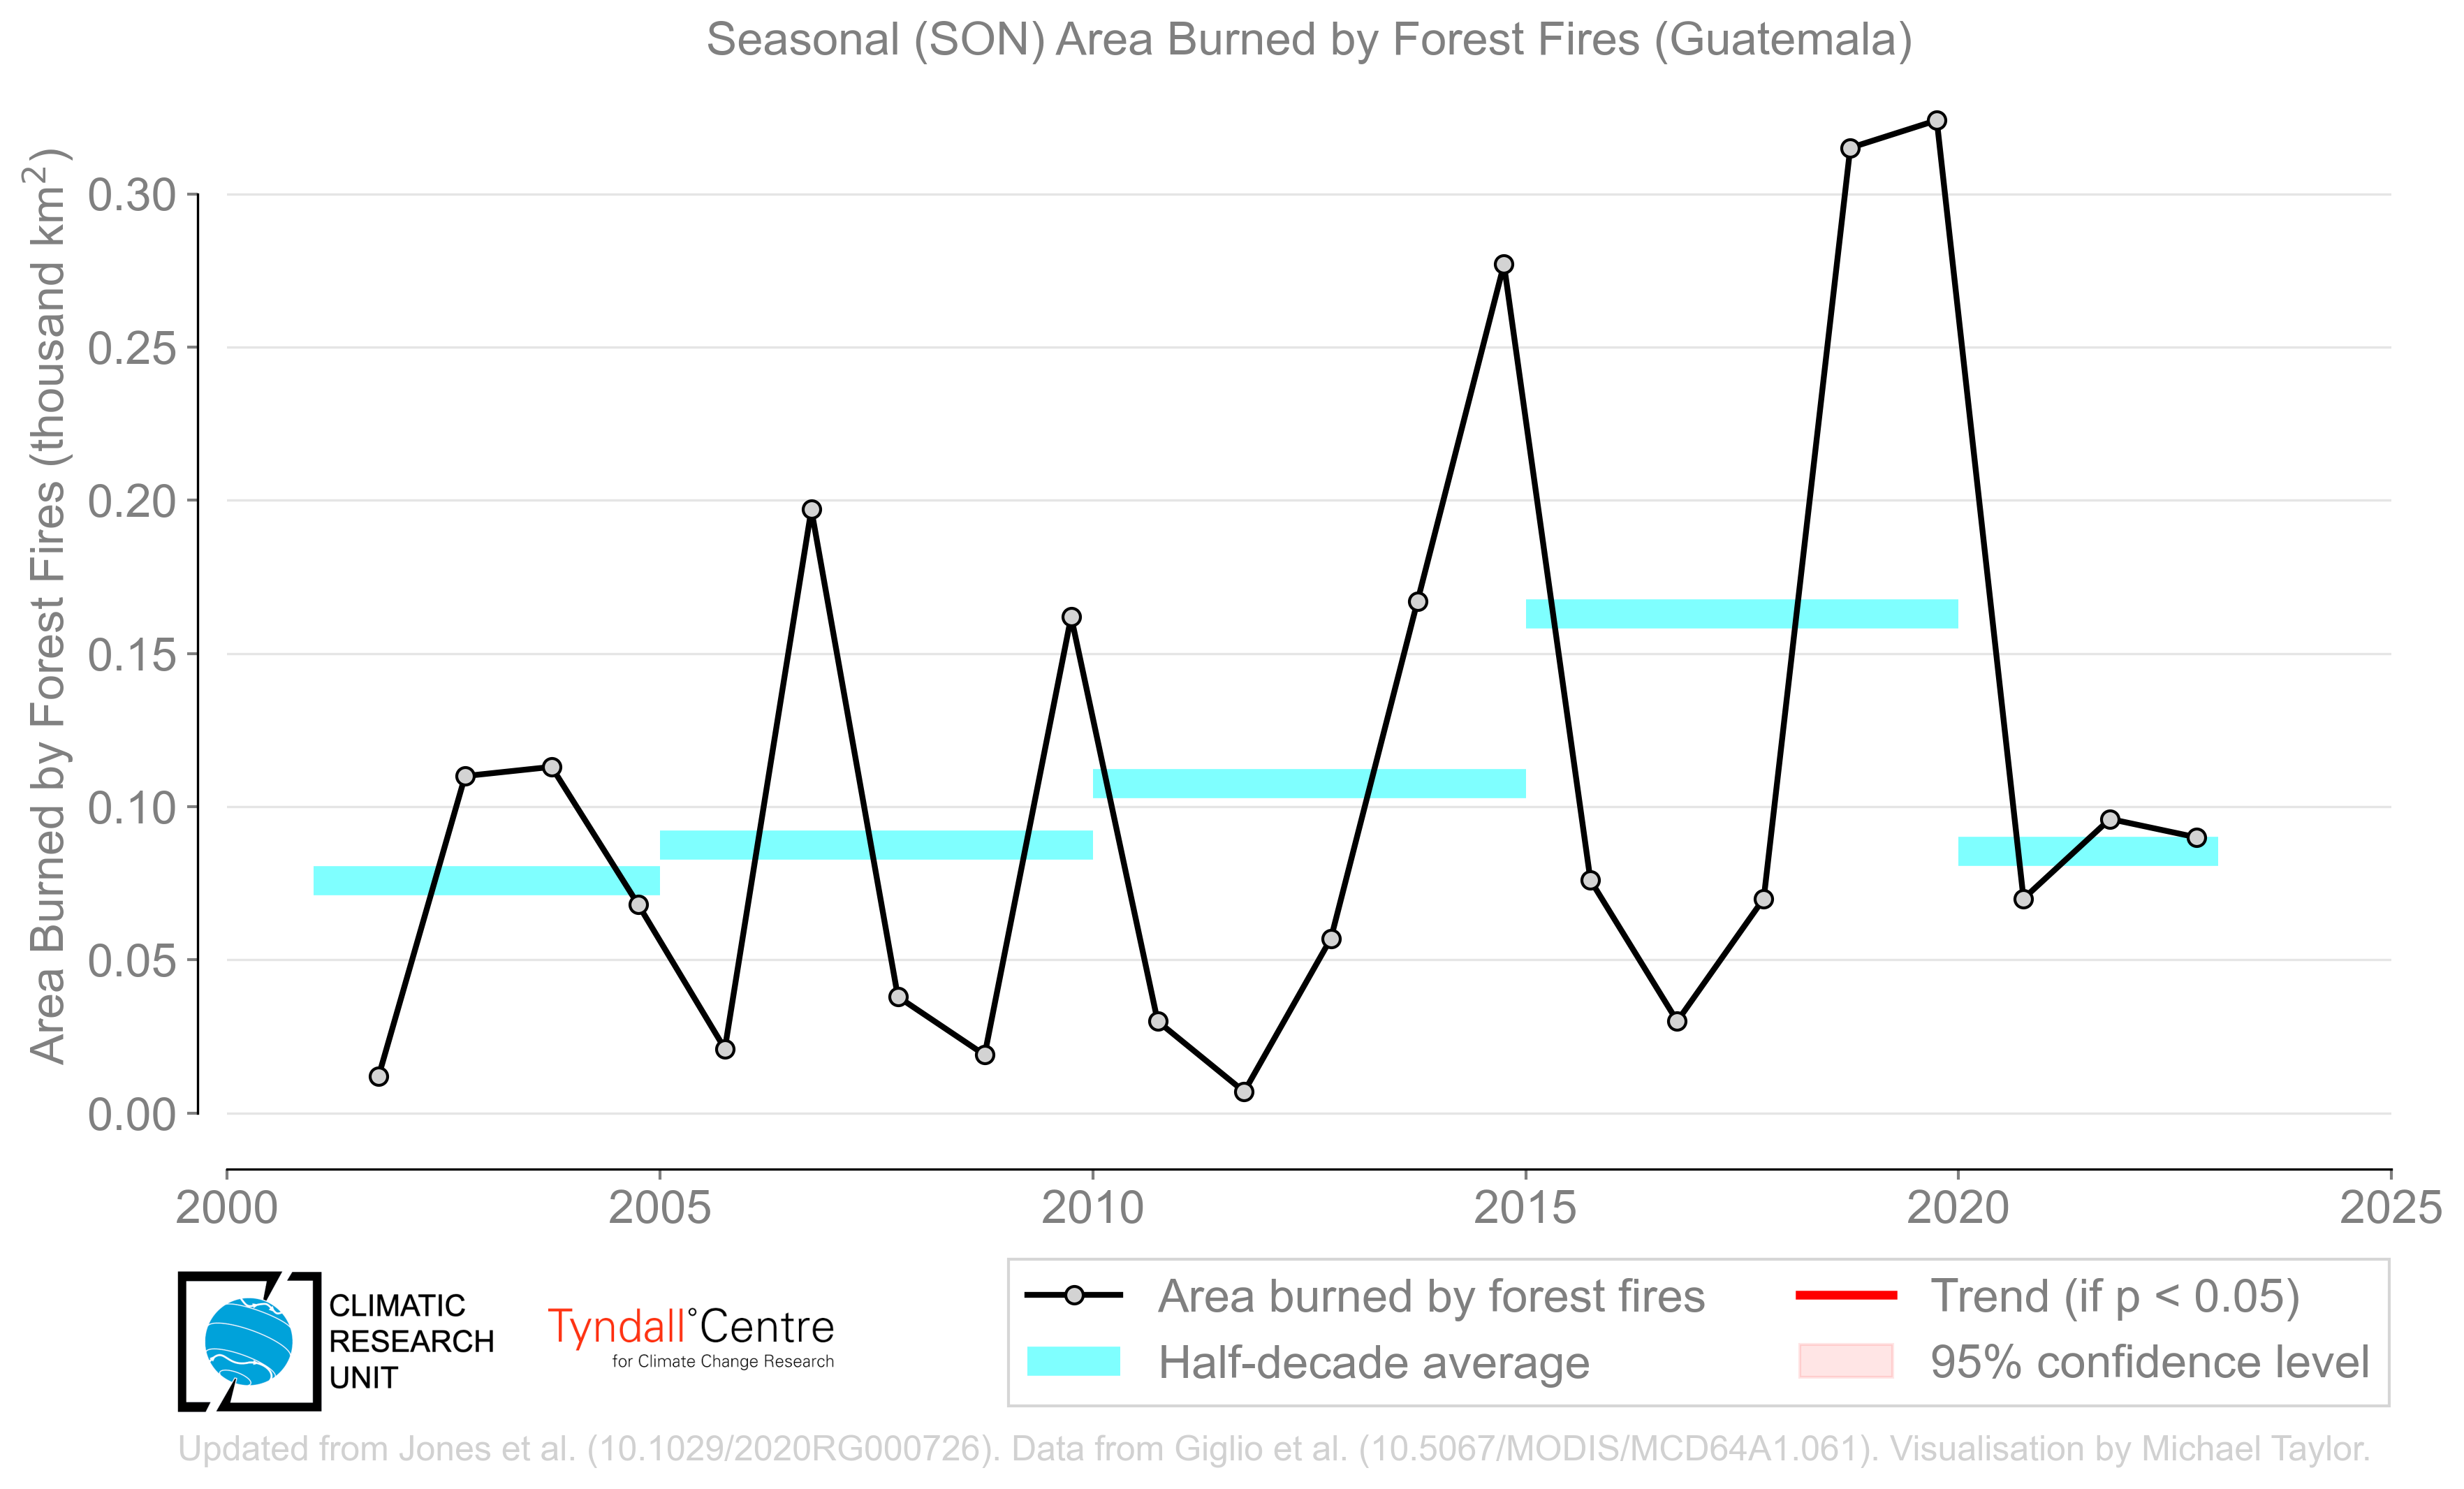 Seasonal (SON) Area Burned by Forest Fires (Guatemala)
Area Burned by Forest Fires (thousand km²)
0.30
0.25
0.20
0.15
0.10
0.05
0.00
2000 2005 2010 2015 2020 2025
CLIMATIC
RESEARCH
UNIT
Tyndall°Centre
for Climate Change Research
Area burned by forest fires
Half-decade average
Trend (if p < 0.05)
95% confidence level
Updated from Jones et al. (10.1029/2020RG000726). Data from Giglio et al. (10.5067/MODIS/MCD64A1.061). Visualisation by Michael Taylor.